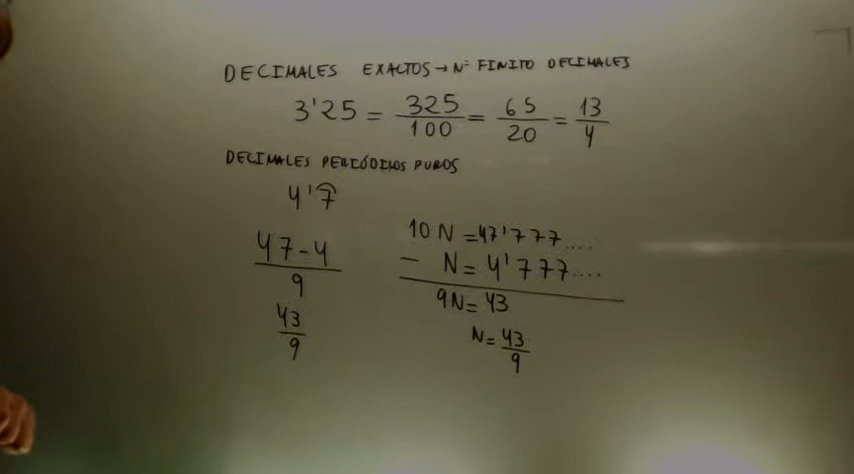 DECIMALES EXACTOS → Nº FINITO DECIMALES
3'25 = 325/100 = 65/20 = 13/4
DECIMALES PERIÓDICOS PUROS
4'7̂
47-4/9
43/9
10 N = 47'777....
- N = 4'777....
9N = 43
N = 43/9